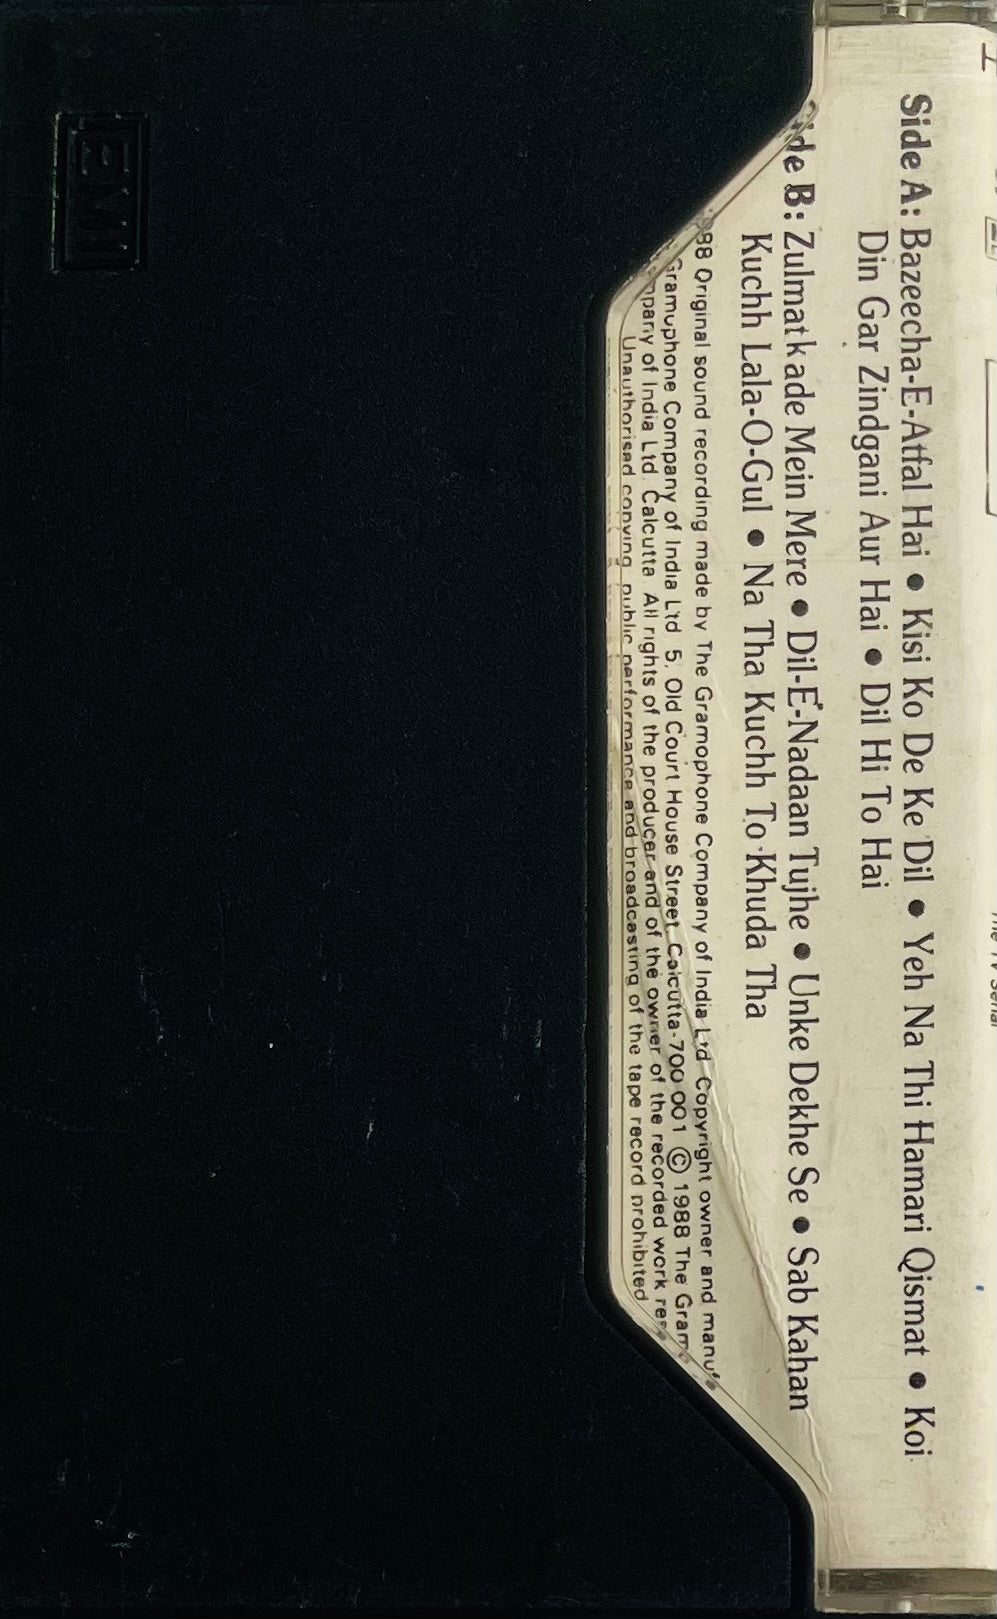 The TV Serial
Side A: Bazeecha-E-Atfal Hai ● Kisi Ko De Ke Dil ● Yeh Na Thi Hamari Qismat ● Koi
Din Gar Zindgani Aur Hai ● Dil Hi To Hai
de B: Zulmatkade Mein Mere ● Dil-E-Nadaan Tujhe ● Unke Dekhe Se ● Sab Kahan
Kuchh Lala-O-Gul ● Na Tha Kuchh To Khuda Tha
88 Original sound recording made by The Gramophone Company of India Ltd. Copyright owner and manu
Gramophone Company of India Ltd. 5, Old Court House Street, Calcutta-700 001 © 1988 The Gram
mpany of India Ltd. Calcutta. All rights of the producer and of the owner of the recorded work res
Unauthorised copying, public performance and broadcasting of the tape record prohibited
EMI